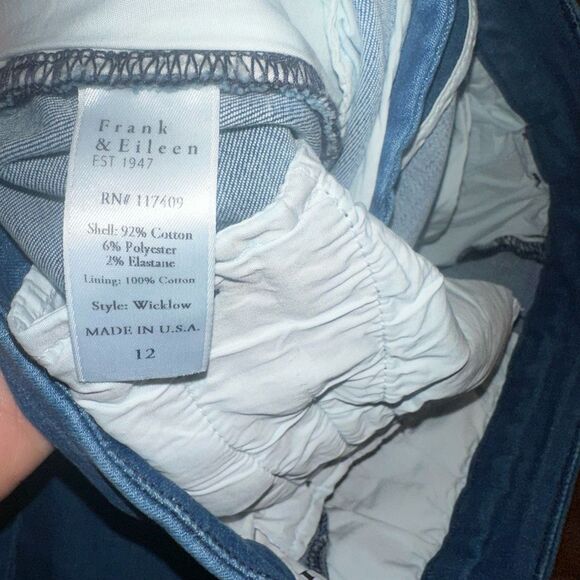 Frank
& Eileen
EST 1947
RN# 117409
Shell: 92% Cotton
6% Polyester
2% Elastane
Lining: 100% Cotton
Style: Wicklow
MADE IN U.S.A.
12